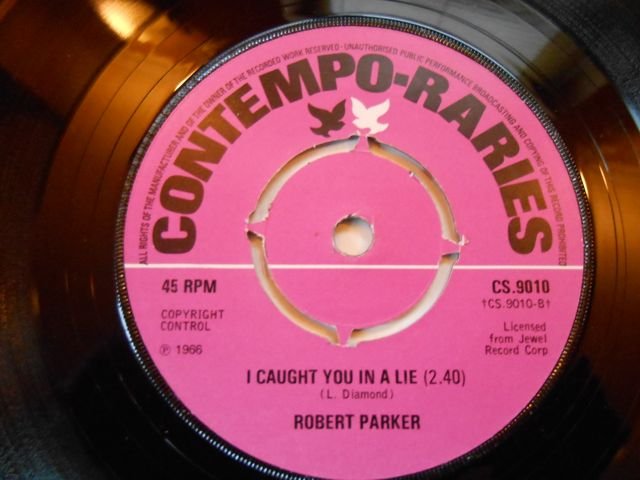 ALL RIGHTS OF THE MANUFACTURER AND OF THE OWNER OF THE RECORDED WORK RESERVED · UNAUTHORISED PUBLIC PERFORMANCE BROADCASTING AND COPYING OF THIS RECORD PROHIBITED
CONTEMPO-RARIES
45 RPM
CS.9010
†CS.9010-B†
COPYRIGHT
CONTROL
Licensed
from Jewel
Record Corp
℗ 1966
I CAUGHT YOU IN A LIE (2.40)
(L. Diamond)
ROBERT PARKER